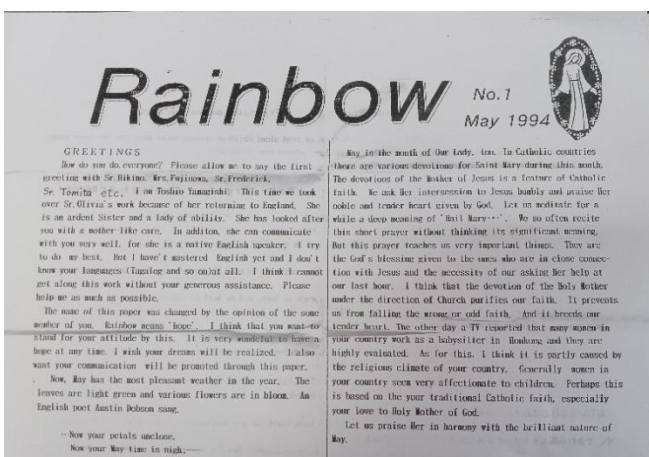 Rainbow
No.1
May 1994
GREETINGS
How do you do, everyone? Please allow me to say the first
greeting with Sr.Hikino, Mrs.Fujinowa, Sr.Frederick,
Sr. Tomita etc. i am Toshio Yanagishi This time we took
over Sr.Olivia's work because of her returning to England. She
is an ardent Sister and a lady of ability. She has looked after
you with a mother-like care. In additon, she can communicate
with you very well, for she is a native English speaker. I try
to do my best. But I haven't mastered English yet and I don't
know your languages (Tagalog and so on)at all. I think I cannot
get along this work without your generous assistance. Please
help me as much as possible.
The name of this paper was changed by the opinion of the some
member of you. Rainbow means 'hope'. I think that you want to
stand for your attitude by this. It is very wondeful to have a
hope at any time. I wish your dreams will be realized. I also
want your communication will be promoted through this paper.
Now, May has the most pleasant weather in the year. The
leaves are light green and various flowers are in bloom. An
English poet Austin Dobson sang,
--Now your petals unclose,
Now your May-time is nigh;--
May is the month of Our Lady, too. In Catholic countries
there are various devotions for Saint Mary during this month.
The devotions of the Mother of Jesus is a feature of Catholic
faith. We ask Her intersession to Jesus humbly and praise Her
noble and tender heart given by God. Let us meditate for a
while a deep meaning of 'Hail Mary…'. We so often recite
this short prayer without thinking its significant meaning.
But this prayer teaches us very important things. They are
the God's blessing given to the ones who are in close connec-
tion with Jesus and the necessity of our asking Her help at
our last hour. I think that the devotion of the Holy Mother
under the direction of Church purifies our faith. It prevents
us from falling the wrong or odd faith. And it breeds our
tender heart. The other day a TV reported that many women in
your country work as a babysitter in Honkong and they are
highly evaluated. As for this, I think it is partly caused by
the religious climate of your country. Generally women in
your country seem very affectionate to children. Perhaps this
is based on the your traditional Catholic faith, especially
your love to Holy Mother of God.
Let us praise Her in harmony with the brilliant nature of
May.